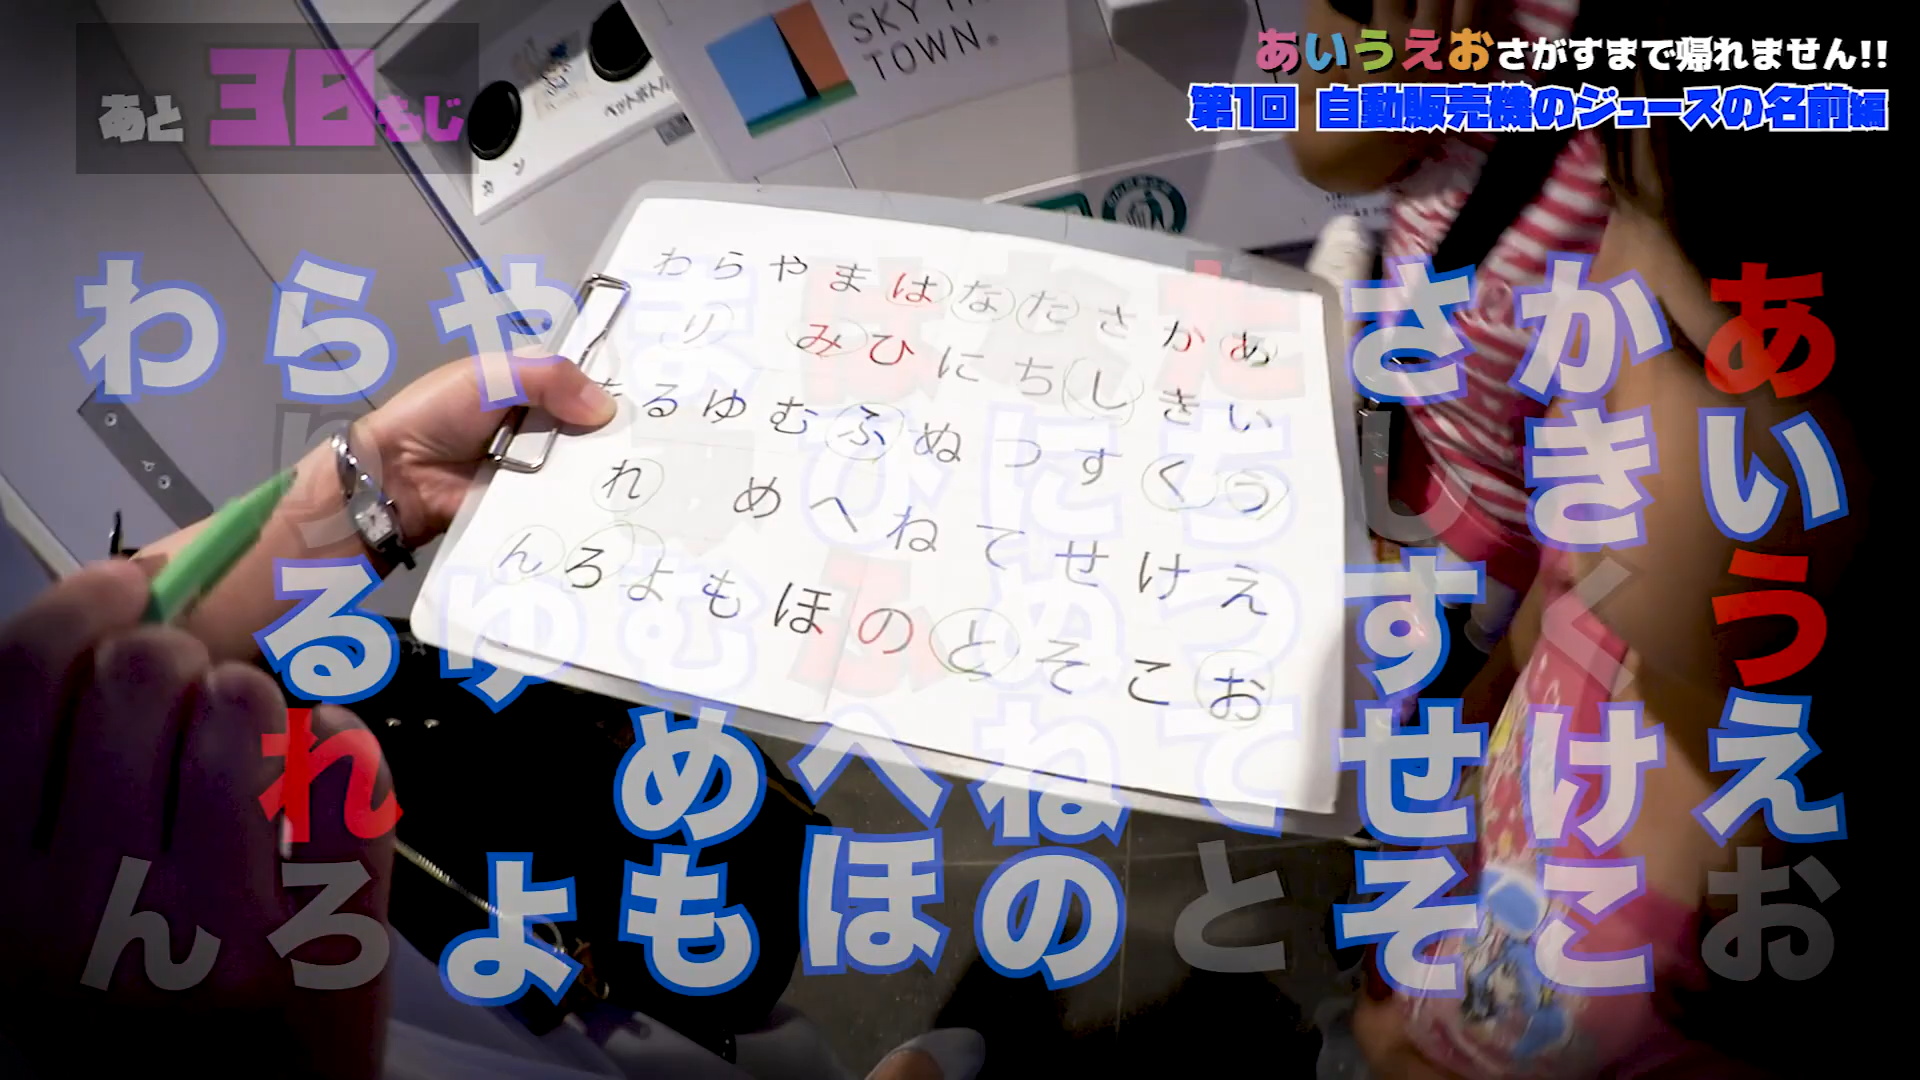 あと30もじ
SKY TR
TOWN
あいうえおさがすまで帰れません!!
第1回 自動販売機のジュースの名前編
わらやまはなたさかあ
りみひにちしきい
るゆむふぬつすくう
れめへねてせけえ
んろよもほのとそこお
わらやまはたさかあ
りひにちしきい
るゆむふぬつすくう
れめへねてせけえ
んろよもほのとそこお